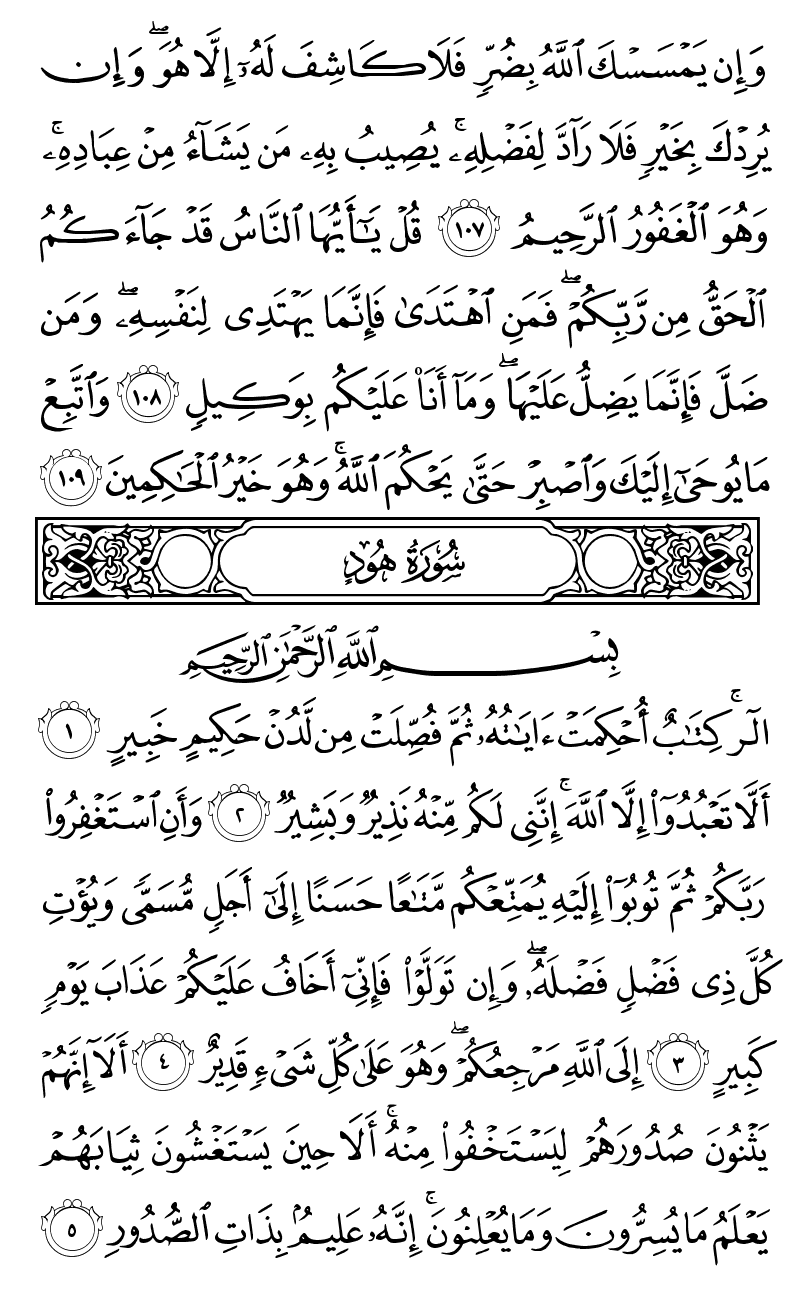 وَإِن يَمۡسَسۡكَ ٱللَّهُ بِضُرّٖ فَلَا كَاشِفَ لَهُۥٓ إِلَّا هُوَۖ وَإِن
يُرِدۡكَ بِخَيۡرٖ فَلَا رَآدَّ لِفَضۡلِهِۦۚ يُصِيبُ بِهِۦ مَن يَشَآءُ مِنۡ عِبَادِهِۦۚ
وَهُوَ ٱلۡغَفُورُ ٱلرَّحِيمُ ١٠٧ قُلۡ يَٰٓأَيُّهَا ٱلنَّاسُ قَدۡ جَآءَكُمُ
ٱلۡحَقُّ مِن رَّبِّكُمۡۖ فَمَنِ ٱهۡتَدَىٰ فَإِنَّمَا يَهۡتَدِي لِنَفۡسِهِۦۖ وَمَن
ضَلَّ فَإِنَّمَا يَضِلُّ عَلَيۡهَاۖ وَمَآ أَنَا۠ عَلَيۡكُم بِوَكِيلٖ ١٠٨ وَٱتَّبِعۡ
مَا يُوحَىٰٓ إِلَيۡكَ وَٱصۡبِرۡ حَتَّىٰ يَحۡكُمَ ٱللَّهُۚ وَهُوَ خَيۡرُ ٱلۡحَٰكِمِينَ ١٠٩
سُورَةُ هُودٍ
بِسۡمِ ٱللَّهِ ٱلرَّحۡمَٰنِ ٱلرَّحِيمِ
الٓرۚ كِتَٰبٌ أُحۡكِمَتۡ ءَايَٰتُهُۥ ثُمَّ فُصِّلَتۡ مِن لَّدُنۡ حَكِيمٍ خَبِيرٍ ١
أَلَّا تَعۡبُدُوٓاْ إِلَّا ٱللَّهَۚ إِنَّنِي لَكُم مِّنۡهُ نَذِيرٞ وَبَشِيرٞ ٢ وَأَنِ ٱسۡتَغۡفِرُواْ
رَبَّكُمۡ ثُمَّ تُوبُوٓاْ إِلَيۡهِ يُمَتِّعۡكُم مَّتَٰعًا حَسَنًا إِلَىٰٓ أَجَلٖ مُّسَمّٗى وَيُؤۡتِ
كُلَّ ذِي فَضۡلٖ فَضۡلَهُۥۖ وَإِن تَوَلَّوۡاْ فَإِنِّيٓ أَخَافُ عَلَيۡكُمۡ عَذَابَ يَوۡمٖ
كَبِيرٍ ٣ إِلَى ٱللَّهِ مَرۡجِعُكُمۡۖ وَهُوَ عَلَىٰ كُلِّ شَيۡءٖ قَدِيرٌ ٤ أَلَآ إِنَّهُمۡ
يَثۡنُونَ صُدُورَهُمۡ لِيَسۡتَخۡفُواْ مِنۡهُۚ أَلَا حِينَ يَسۡتَغۡشُونَ ثِيَابَهُمۡ
يَعۡلَمُ مَا يُسِرُّونَ وَمَا يُعۡلِنُونَۚ إِنَّهُۥ عَلِيمُۢ بِذَاتِ ٱلصُّدُورِ ٥